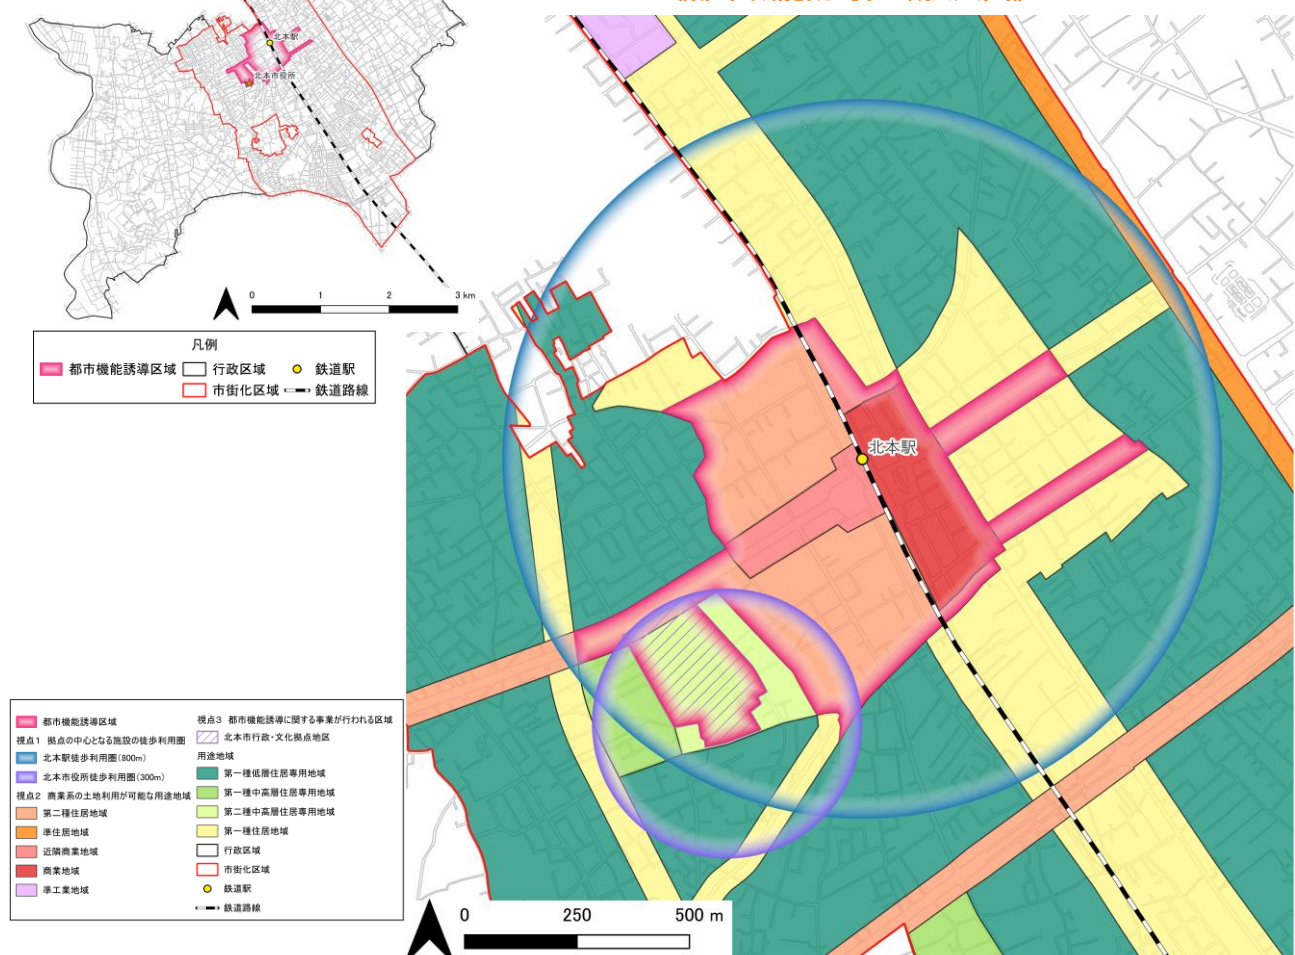 北本駅
北本市役所
0 1 2 3 km
凡例
都市機能誘導区域 行政区域 鉄道駅
市街化区域 鉄道路線
北本駅
都市機能誘導区域
視点1 拠点の中心となる施設の徒歩利用圏
北本駅徒歩利用圏(800m)
北本市役所徒歩利用圏(300m)
視点2 商業系の土地利用が可能な用途地域
第二種住居地域
準住居地域
近隣商業地域
商業地域
準工業地域
視点3 都市機能誘導に関する事業が行われる区域
北本市行政・文化拠点地区
用途地域
第一種低層住居専用地域
第一種中高層住居専用地域
第二種中高層住居専用地域
第一種住居地域
行政区域
市街化区域
鉄道駅
鉄道路線
0 250 500 m